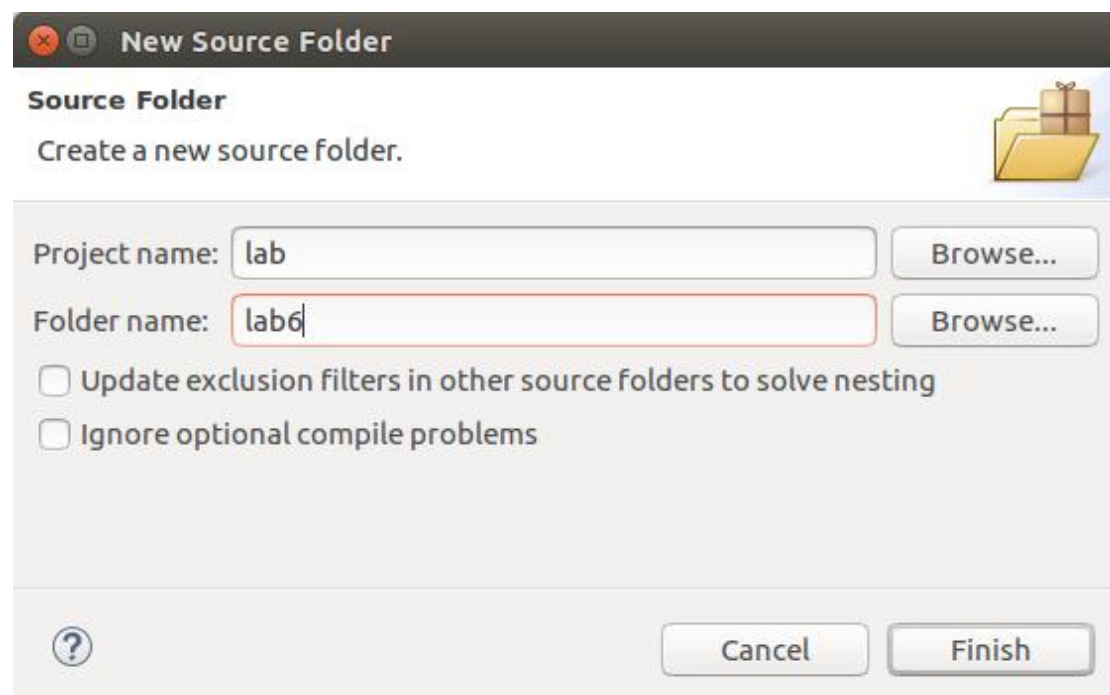 New Source Folder
Source Folder
Create a new source folder.
Project name: lab Browse...
Folder name: lab6 Browse...
Update exclusion filters in other source folders to solve nesting
Ignore optional compile problems
? Cancel Finish